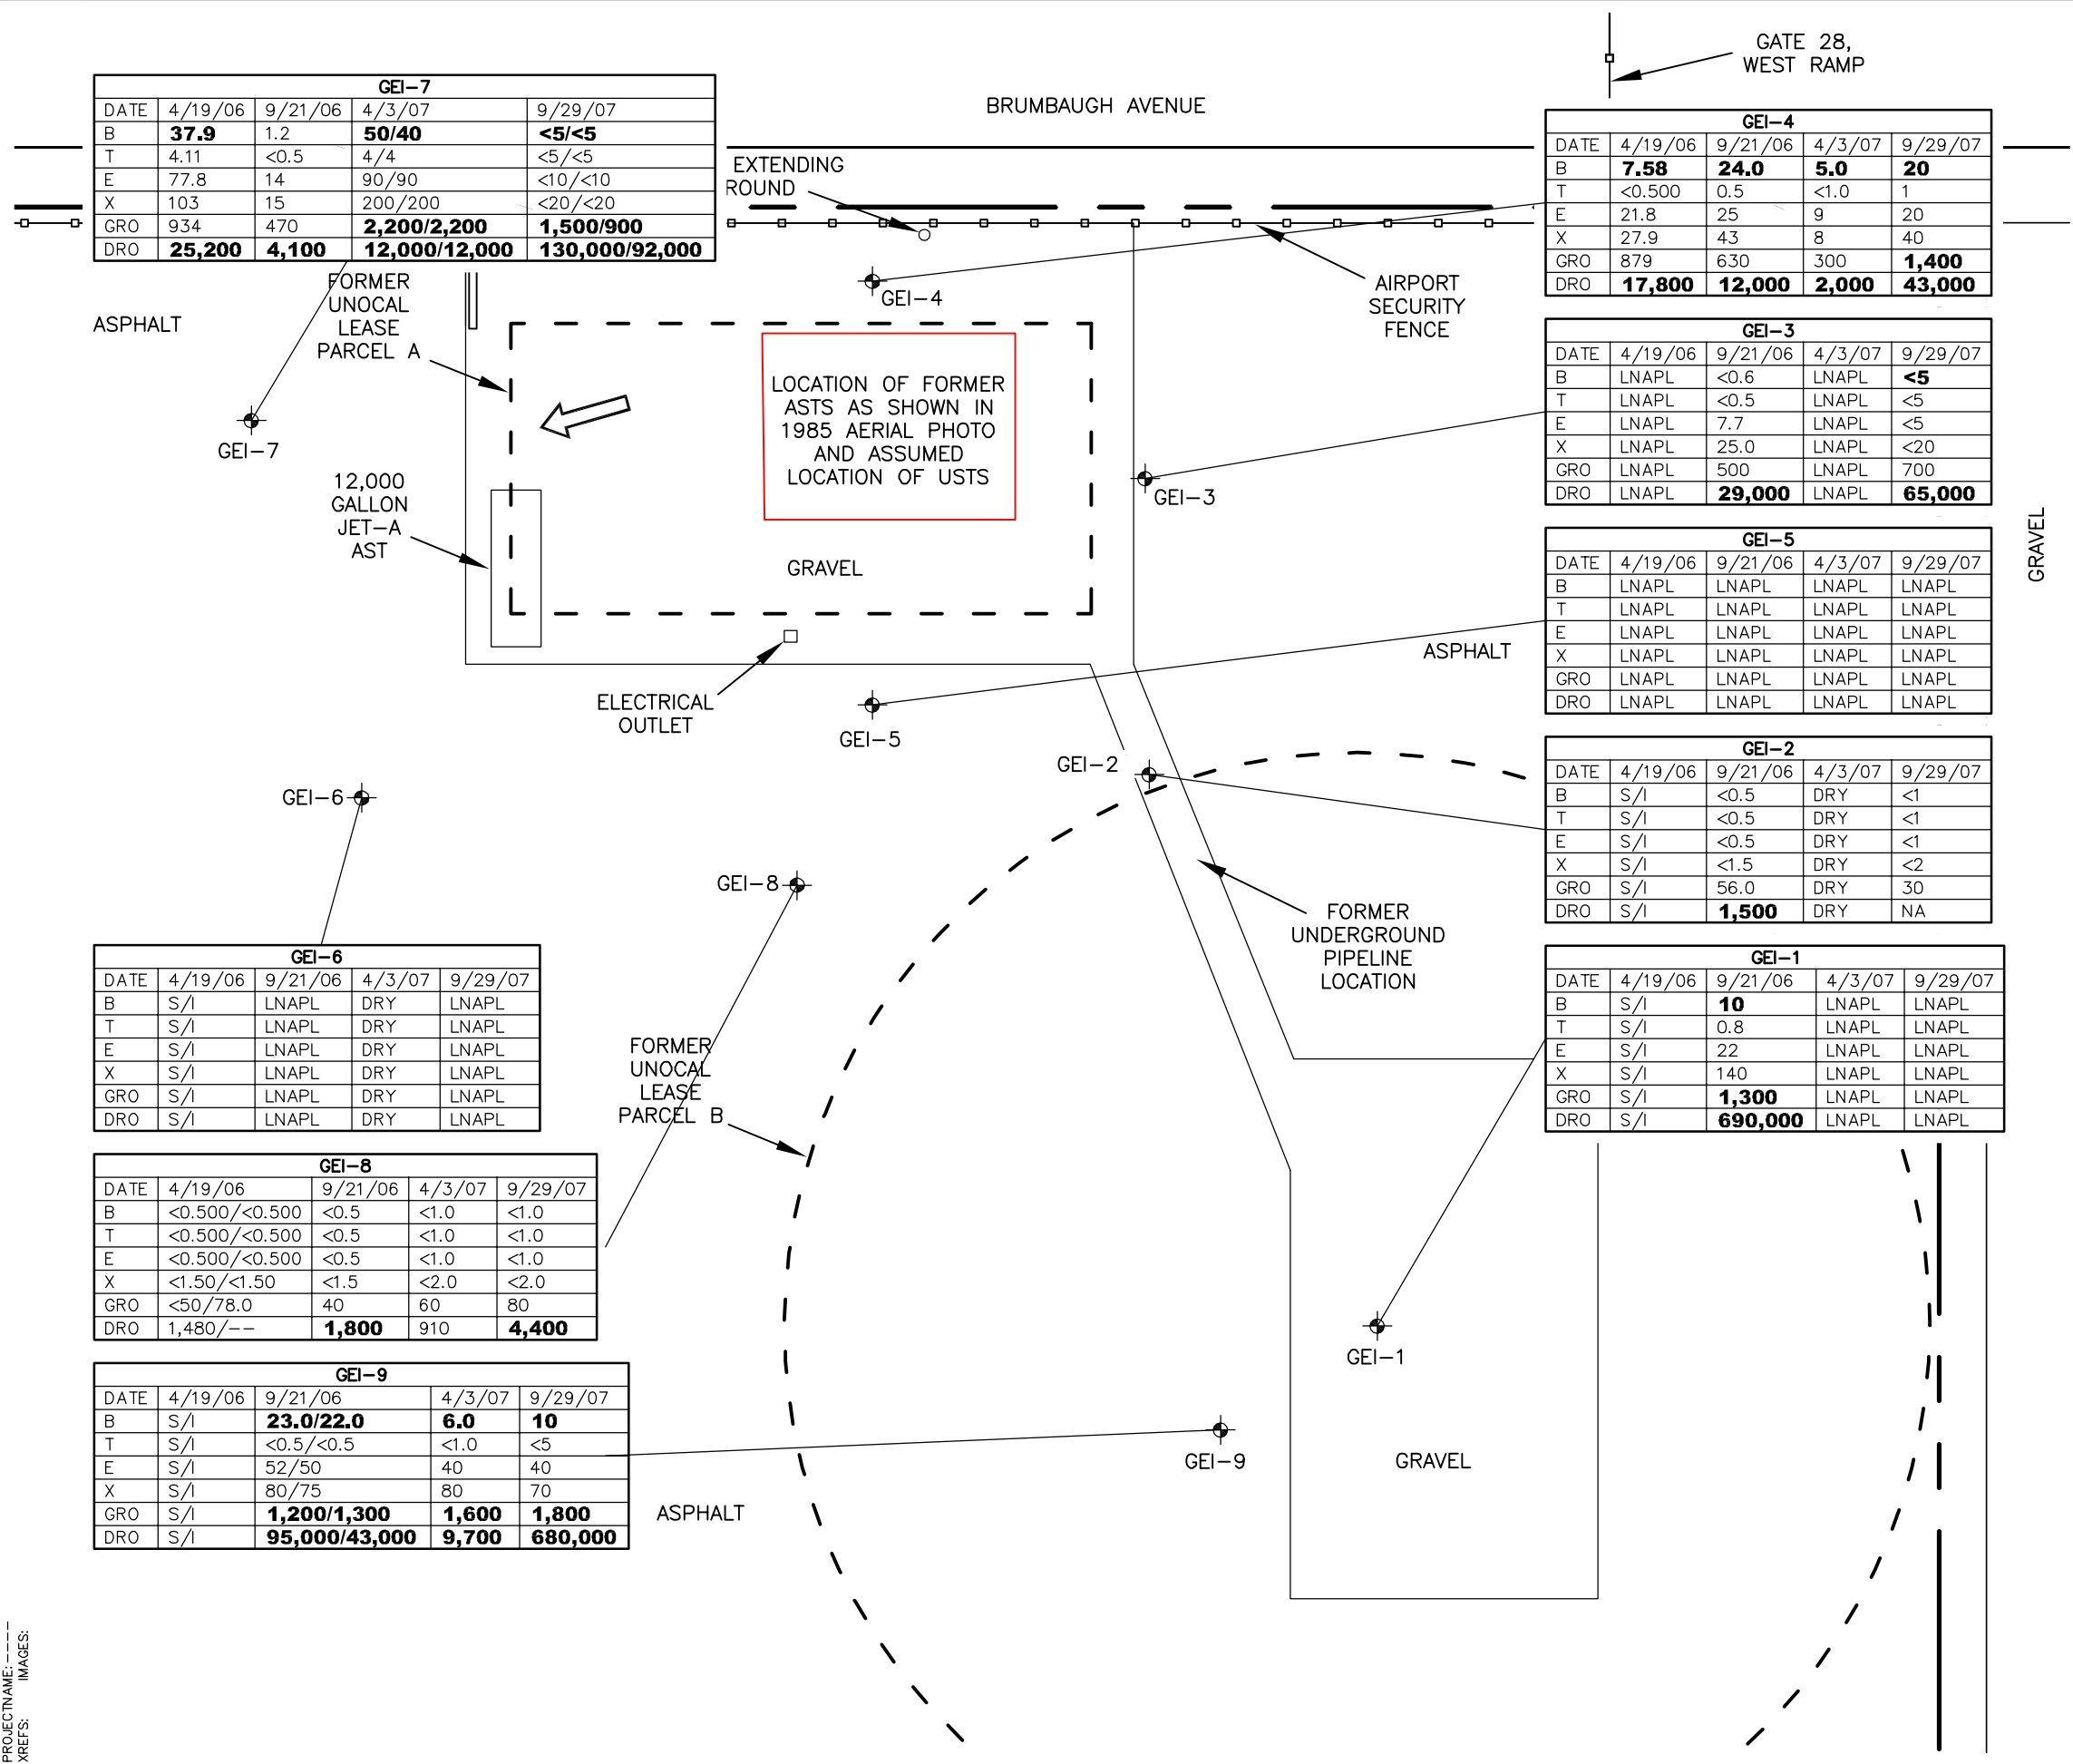 GATE 28,
WEST RAMP
BRUMBAUGH AVENUE
GEI-7
DATE 4/19/06 9/21/06 4/3/07 9/29/07
B 37.9 1.2 50/40 <5/<5
T 4.11 <0.5 4/4 <5/<5
E 77.8 14 90/90 <10/<10
X 103 15 200/200 <20/<20
GRO 934 470 2,200/2,200 1,500/900
DRO 25,200 4,100 12,000/12,000 130,000/92,000
EXTENDING
ROUND
GEI-4
DATE 4/19/06 9/21/06 4/3/07 9/29/07
B 7.58 24.0 5.0 20
T <0.500 0.5 <1.0 1
E 21.8 25 9 20
X 27.9 43 8 40
GRO 879 630 300 1,400
DRO 17,800 12,000 2,000 43,000
FORMER
UNOCAL
LEASE
PARCEL A
ASPHALT
GEI-4
AIRPORT
SECURITY
FENCE
GEI-3
DATE 4/19/06 9/21/06 4/3/07 9/29/07
B LNAPL <0.6 LNAPL <5
T LNAPL <0.5 LNAPL <5
E LNAPL 7.7 LNAPL <5
X LNAPL 25.0 LNAPL <20
GRO LNAPL 500 LNAPL 700
DRO LNAPL 29,000 LNAPL 65,000
LOCATION OF FORMER
ASTS AS SHOWN IN
1985 AERIAL PHOTO
AND ASSUMED
LOCATION OF USTS
GEI-7
GEI-3
12,000
GALLON
JET-A
AST
GRAVEL
GRAVEL
GEI-5
DATE 4/19/06 9/21/06 4/3/07 9/29/07
B LNAPL LNAPL LNAPL LNAPL
T LNAPL LNAPL LNAPL LNAPL
E LNAPL LNAPL LNAPL LNAPL
X LNAPL LNAPL LNAPL LNAPL
GRO LNAPL LNAPL LNAPL LNAPL
DRO LNAPL LNAPL LNAPL LNAPL
ASPHALT
ELECTRICAL
OUTLET
GEI-5
GEI-2
GEI-2
DATE 4/19/06 9/21/06 4/3/07 9/29/07
B S/I <0.5 DRY <1
T S/I <0.5 DRY <1
E S/I <0.5 DRY <1
X S/I <1.5 DRY <2
GRO S/I 56.0 DRY 30
DRO S/I 1,500 DRY NA
GEI-6
GEI-8
FORMER
UNDERGROUND
PIPELINE
LOCATION
GEI-6
DATE 4/19/06 9/21/06 4/3/07 9/29/07
B S/I LNAPL DRY LNAPL
T S/I LNAPL DRY LNAPL
E S/I LNAPL DRY LNAPL
X S/I LNAPL DRY LNAPL
GRO S/I LNAPL DRY LNAPL
DRO S/I LNAPL DRY LNAPL
GEI-1
DATE 4/19/06 9/21/06 4/3/07 9/29/07
B S/I 10 LNAPL LNAPL
T S/I 0.8 LNAPL LNAPL
E S/I 22 LNAPL LNAPL
X S/I 140 LNAPL LNAPL
GRO S/I 1,300 LNAPL LNAPL
DRO S/I 690,000 LNAPL LNAPL
FORMER
UNOCAL
LEASE
PARCEL B
GEI-8
DATE 4/19/06 9/21/06 4/3/07 9/29/07
B <0.500/<0.500 <0.5 <1.0 <1.0
T <0.500/<0.500 <0.5 <1.0 <1.0
E <0.500/<0.500 <0.5 <1.0 <1.0
X <1.50/<1.50 <1.5 <2.0 <2.0
GRO <50/78.0 40 60 80
DRO 1,480/-- 1,800 910 4,400
GEI-1
GEI-9
DATE 4/19/06 9/21/06 4/3/07 9/29/07
B S/I 23.0/22.0 6.0 10
T S/I <0.5/<0.5 <1.0 <5
E S/I 52/50 40 40
X S/I 80/75 80 70
GRO S/I 1,200/1,300 1,600 1,800
DRO S/I 95,000/43,000 9,700 680,000
GEI-9
GRAVEL
ASPHALT
PROJECTNAME: ----
XREFS: IMAGES: